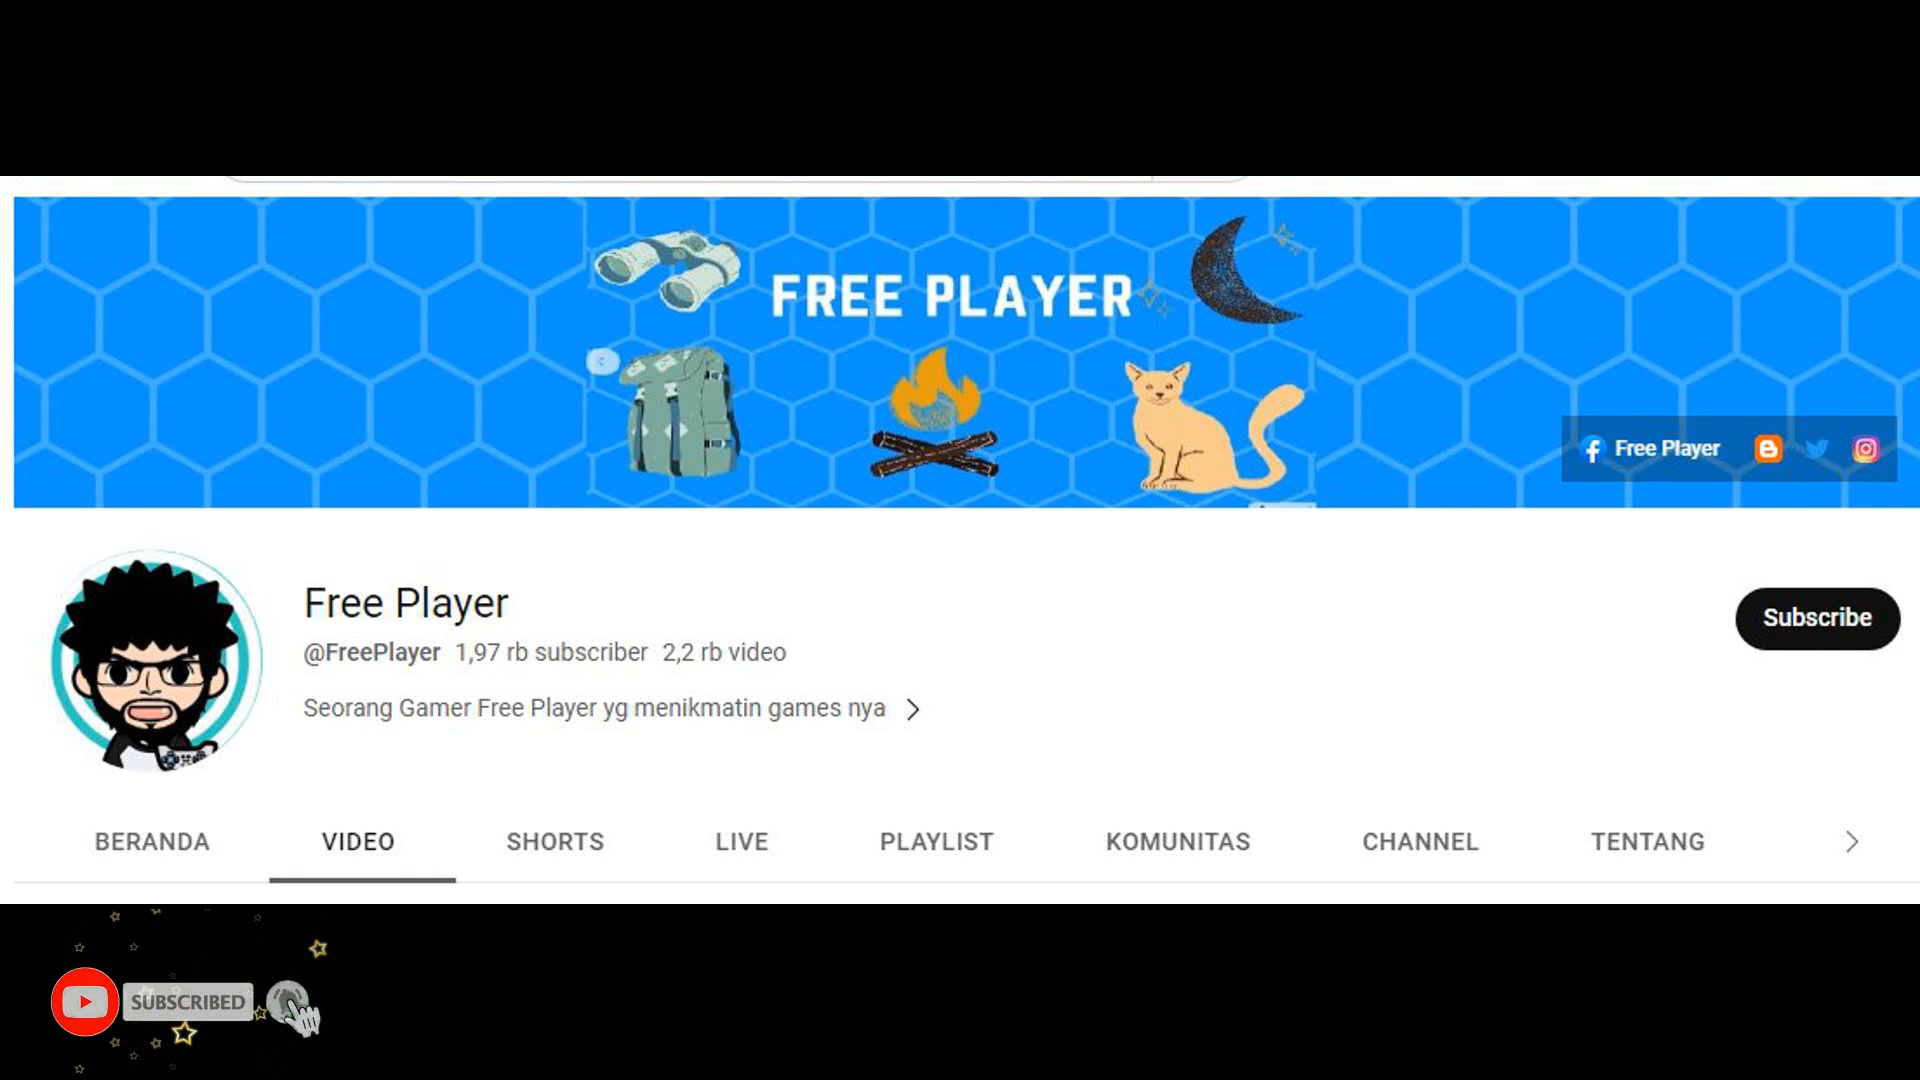 FREE PLAYER
Free Player
Free Player
@FreePlayer 1,97 rb subscriber 2,2 rb video
Subscribe
Seorang Gamer Free Player yg menikmatin games nya
BERANDA VIDEO SHORTS LIVE PLAYLIST KOMUNITAS CHANNEL TENTANG
SUBSCRIBED